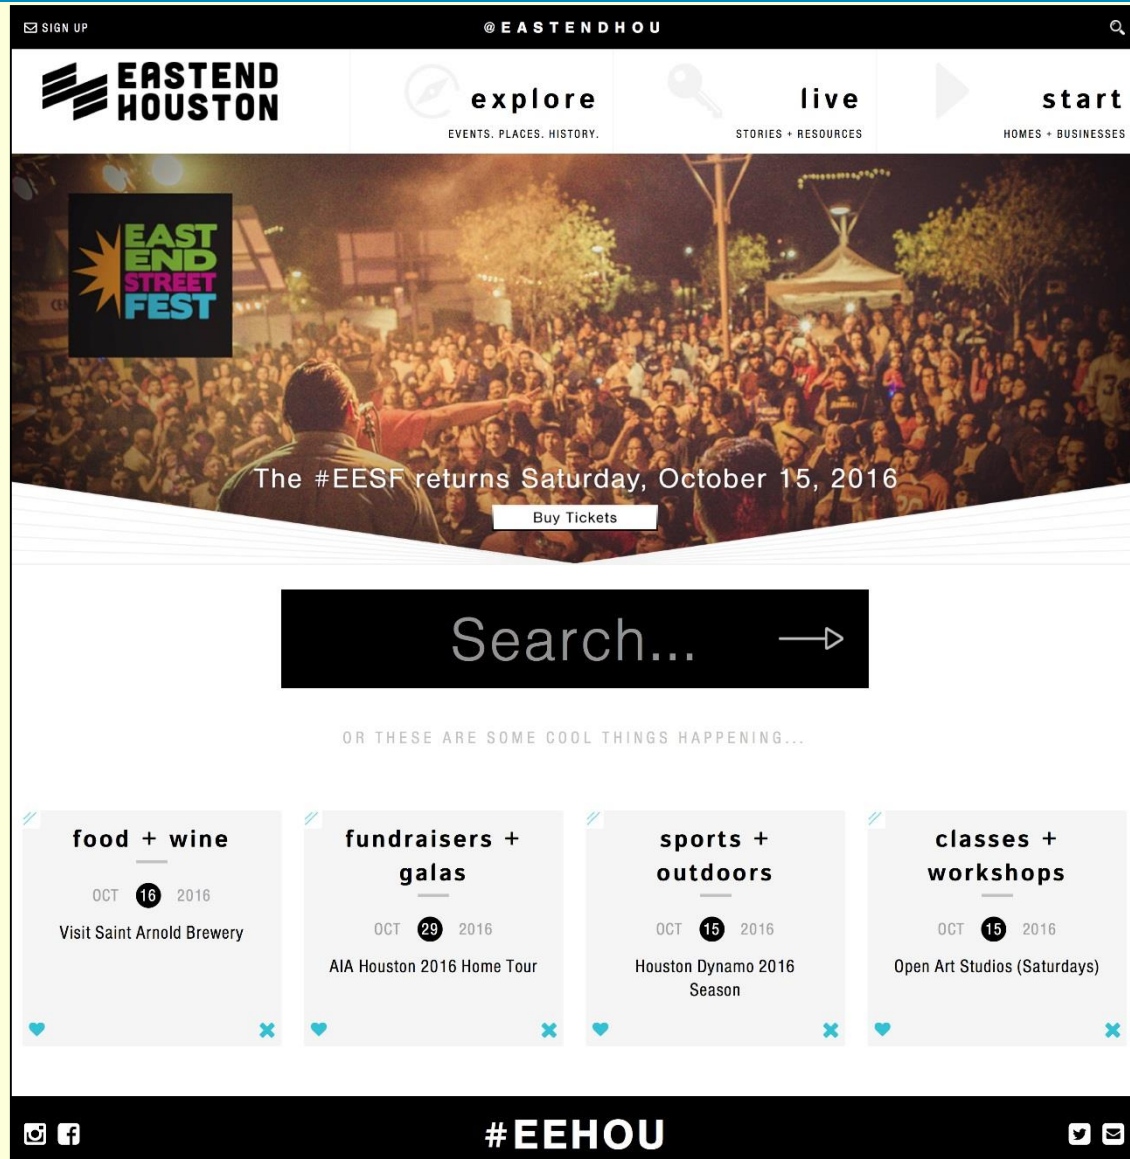 SIGN UP
@EASTENDHOU
EASTEND
HOUSTON
explore
EVENTS. PLACES. HISTORY.
live
STORIES + RESOURCES
start
HOMES + BUSINESSES
EAST
END
STREET
FEST
The #EESF returns Saturday, October 15, 2016
Buy Tickets
Search...
OR THESE ARE SOME COOL THINGS HAPPENING...
food + wine
OCT 16 2016
Visit Saint Arnold Brewery
fundraisers +
galas
OCT 29 2016
AIA Houston 2016 Home Tour
sports +
outdoors
OCT 15 2016
Houston Dynamo 2016
Season
classes +
workshops
OCT 15 2016
Open Art Studios (Saturdays)
#EEHOU